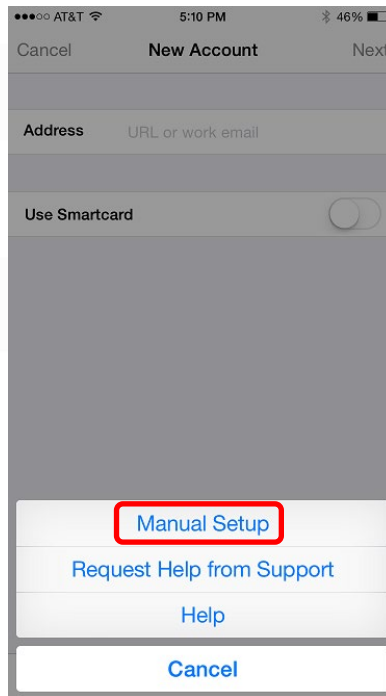 AT&T 5:10 PM 46%
Cancel New Account Next
Address URL or work email
Use Smartcard
Manual Setup
Request Help from Support
Help
Cancel